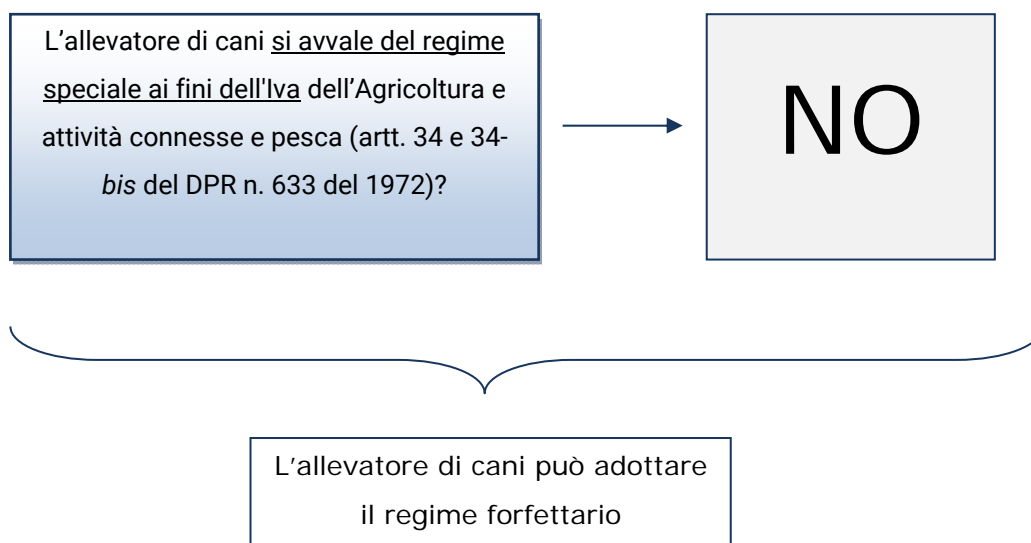 L’allevatore di cani si avvale del regime
speciale ai fini dell'Iva dell’Agricoltura e
attività connesse e pesca (artt. 34 e 34-
bis del DPR n. 633 del 1972)?
NO
L’allevatore di cani può adottare
il regime forfettario